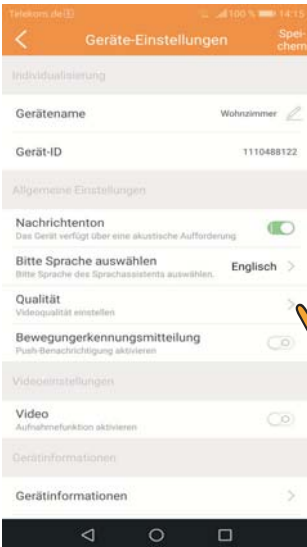 Telekom.de 100 % 14:15
Geräte-Einstellungen
Spei-
chern
Individualisierung
Gerätename Wohnzimmer
Gerät-ID 1110488122
Allgemeine Einstellungen
Nachrichtenton
Das Gerät verfügt über eine akustische Aufforderung
Bitte Sprache auswählen Englisch
Bitte Sprache des Sprachassistents auswählen.
Qualität
Videoqualität einstellen
Bewegungerkennungsmitteilung
Push-Benachrichtigung aktivieren
Videoeinstellungen
Video
Aufnahmefunktion aktivieren
Gerätinformationen
Gerätinformationen